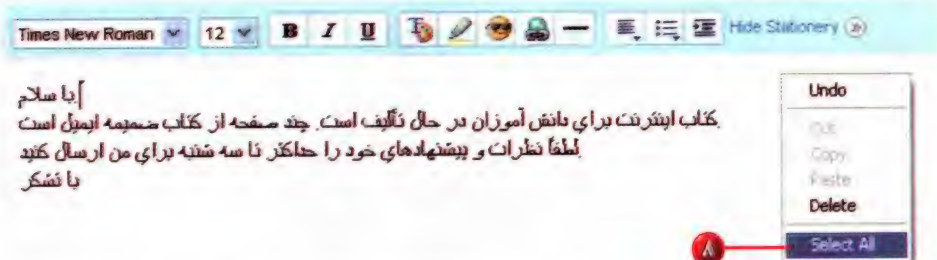 Times New Roman 12 B I U Hide Stationery
با سلام
کتاب اینترنت برای دانش آموزان در حال تألیف است. چند صفحه از کتاب ضمیمه ایمیل است.
لطفاً نظرات و پیشنهادهای خود را حداکثر تا سه شنبه برای من ارسال کنید
با تشکر
Undo
Cut
Copy
Paste
Delete
Select All
۸